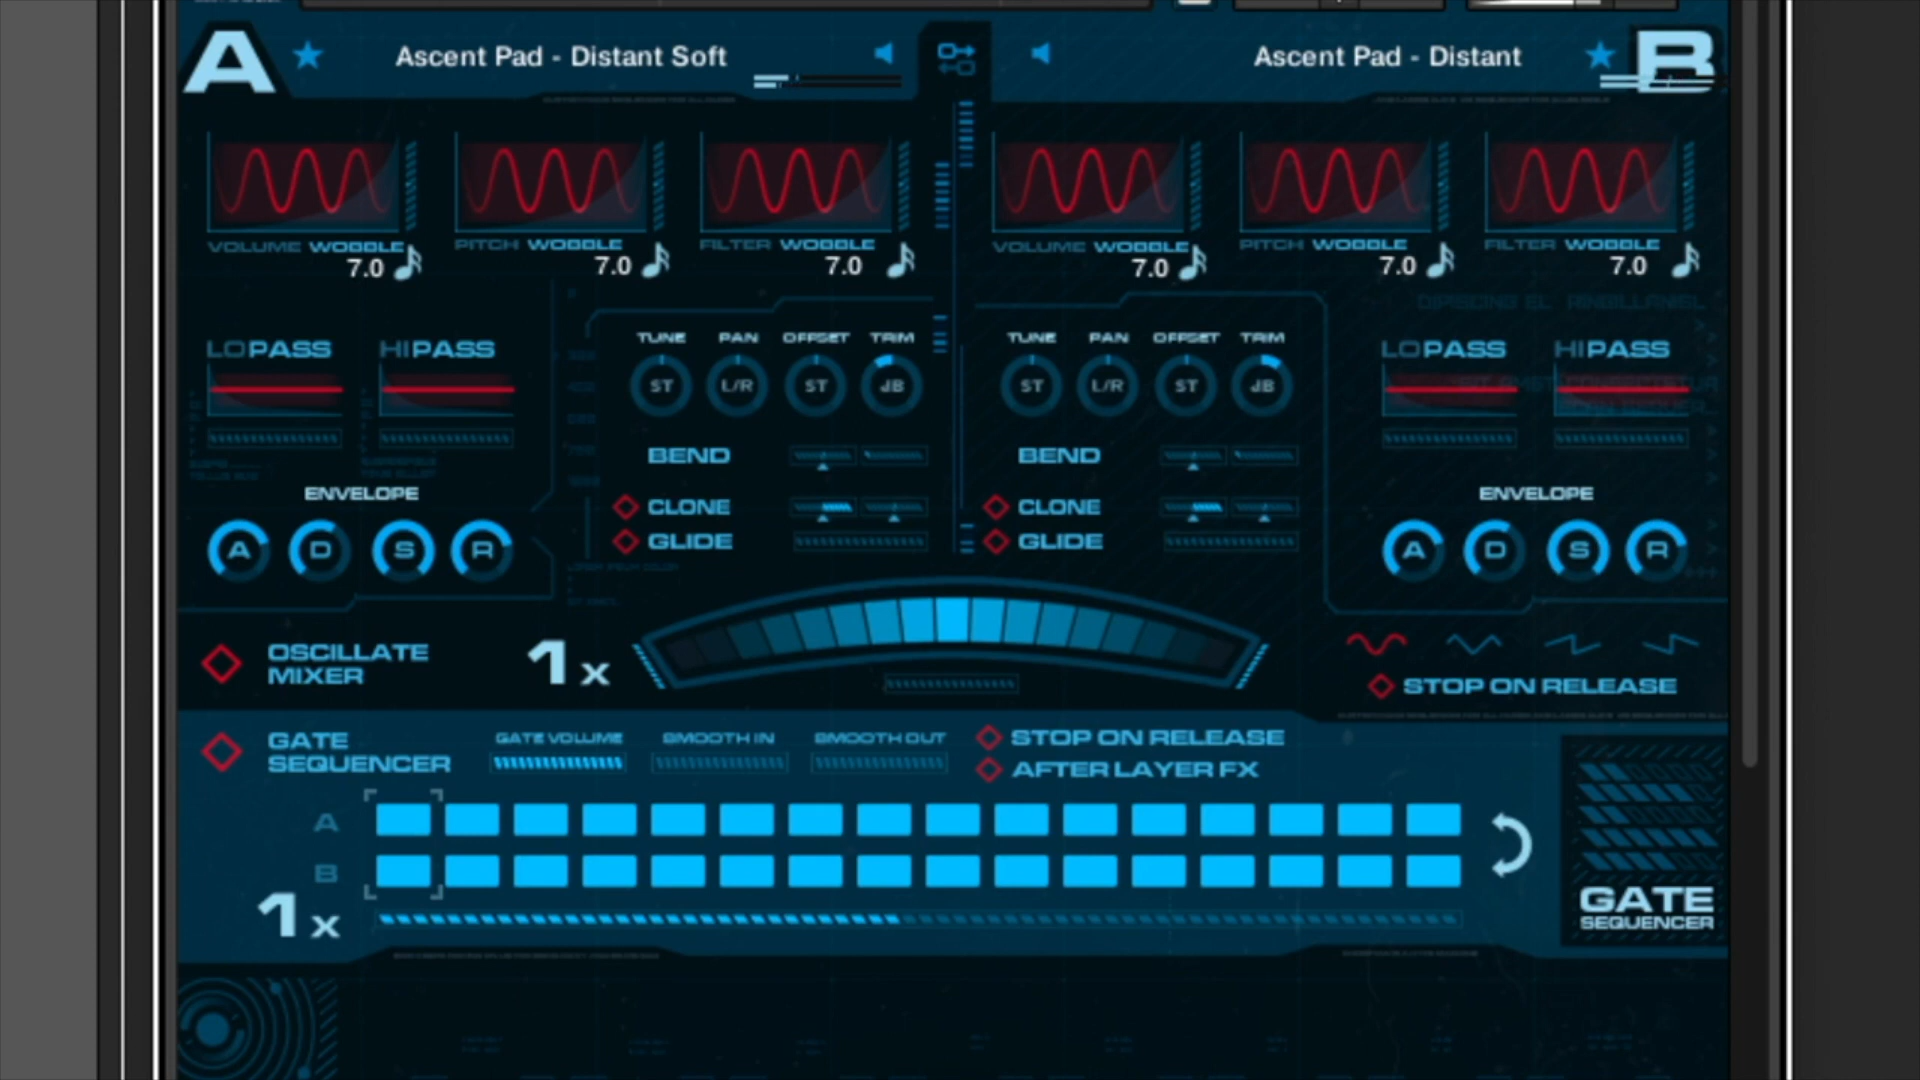 A
Ascent Pad - Distant Soft
Ascent Pad - Distant
B
VOLUME WOBBLE
PITCH WOBBLE
FILTER WOBBLE
VOLUME WOBBLE
PITCH WOBBLE
FILTER WOBBLE
7.0
7.0
7.0
7.0
7.0
7.0
LOPASS
HIPASS
TUNE PAN OFFSET TRIM
TUNE PAN OFFSET TRIM
LOPASS
HIPASS
ST L/R ST dB
ST L/R ST dB
BEND
BEND
ENVELOPE
ENVELOPE
CLONE
CLONE
GLIDE
GLIDE
A D S R
A D S R
OSCILLATE
MIXER
1x
STOP ON RELEASE
GATE
SEQUENCER
GATE VOLUME
SMOOTH IN
SMOOTH OUT
STOP ON RELEASE
AFTER LAYER FX
A
B
1x
GATE
SEQUENCER